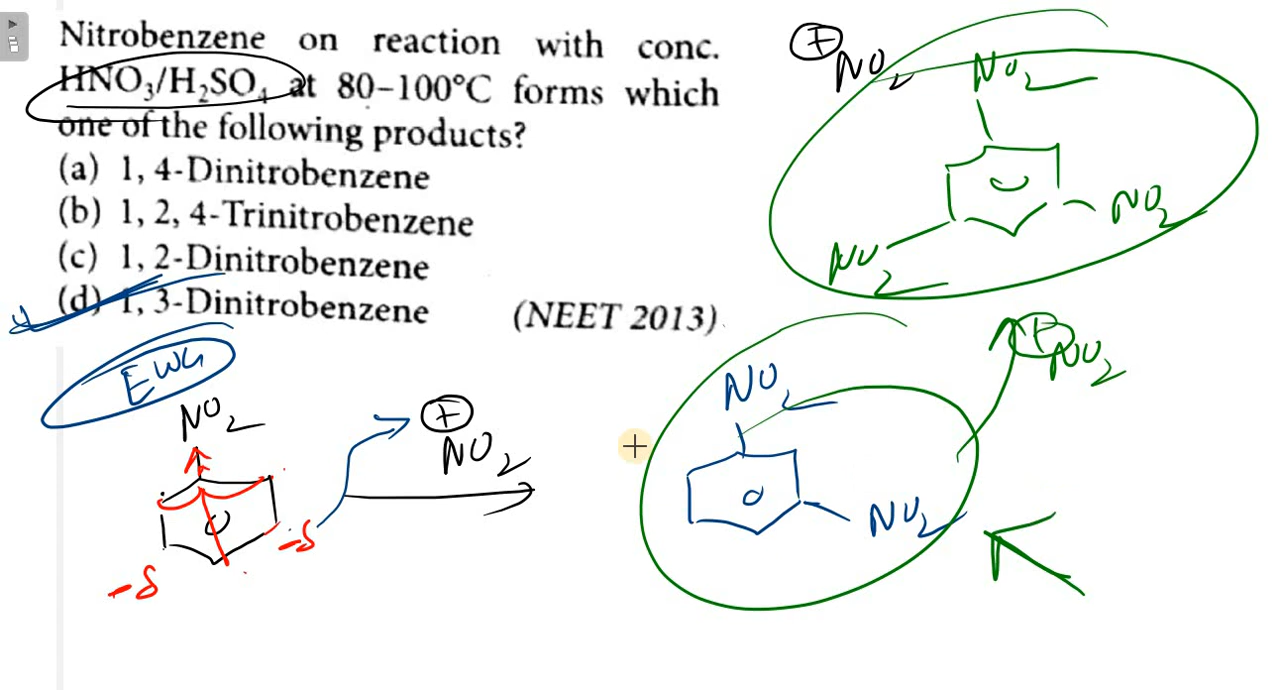 Nitrobenzene on reaction with conc.
HNO₃/H₂SO₄ at 80–100°C forms which
one of the following products?
(a) 1, 4-Dinitrobenzene
(b) 1, 2, 4-Trinitrobenzene
(c) 1, 2-Dinitrobenzene
(d) 1, 3-Dinitrobenzene (NEET 2013)
EWG
NO₂
-δ
-δ
⊕
NO₂
NO₂
NO₂
⊕
NO₂
⊕
NO₂
NO₂
NO₂
NO₂